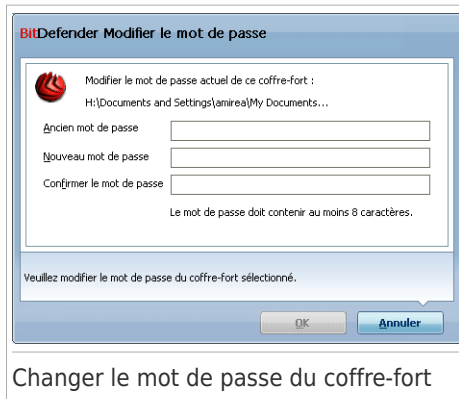 BitDefender Modifier le mot de passe
Modifier le mot de passe actuel de ce coffre-fort :
H:\Documents and Settings\amirea\My Documents...
Ancien mot de passe
Nouveau mot de passe
Confirmer le mot de passe
Le mot de passe doit contenir au moins 8 caractères.
Veuillez modifier le mot de passe du coffre-fort sélectionné.
OK
Annuler
Changer le mot de passe du coffre-fort